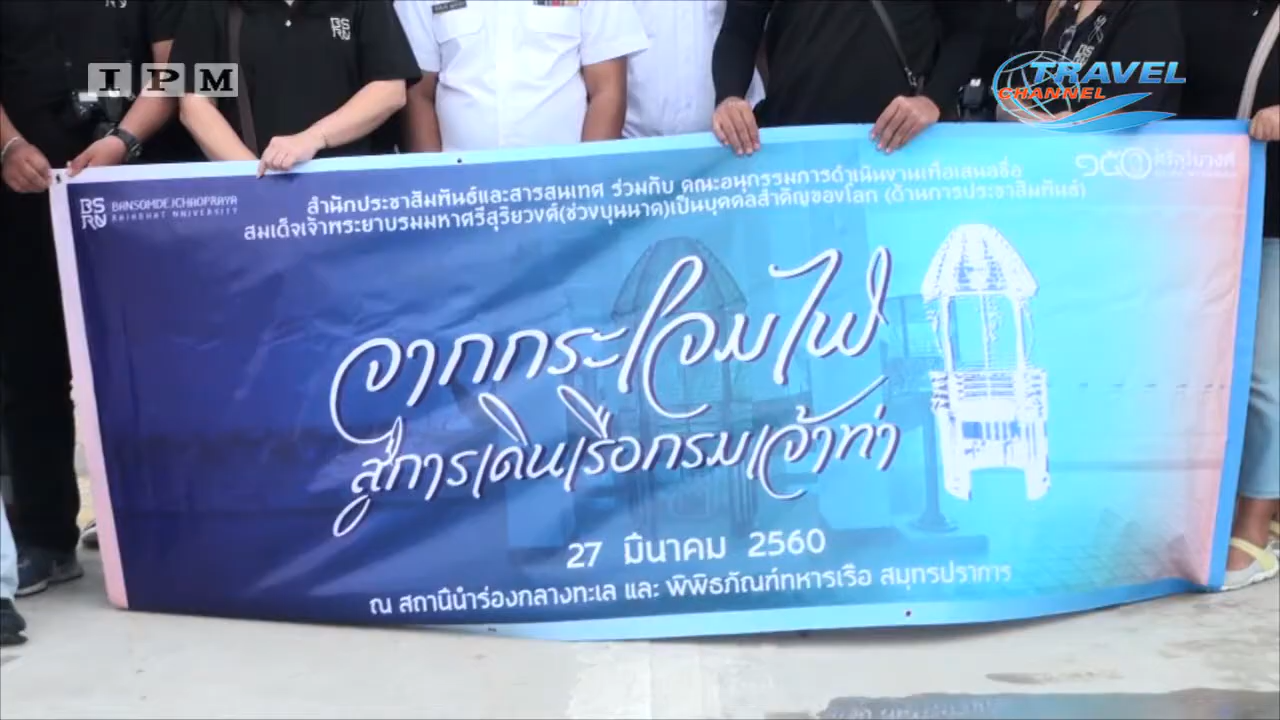 BSRN
IPM
TRAVEL
CHANNEL
BSRN
BANSOMDEJCHAOPRAYA
RAJABHAT NNIVERSITY
๑๕๐
สำนักประชาสัมพันธ์และสารสนเทศ ร่วมกับ คณะอนุกรรมการดำเนินงานเพื่อเสนอชื่อ
สมเด็จเจ้าพระยาบรมมหาศรีสุริยวงศ์(ช่วงบุนนาค)เป็นบุคคลสำคัญของโลก (ด้านการประชาสัมพันธ์)
จากกระโจมไฟ
สู่การเดินเรือกรมเจ้าท่า
27 มีนาคม 2560
ณ สถานีนำร่องกลางทะเล และ พิพิธภัณฑ์ทหารเรือ สมุทรปราการ